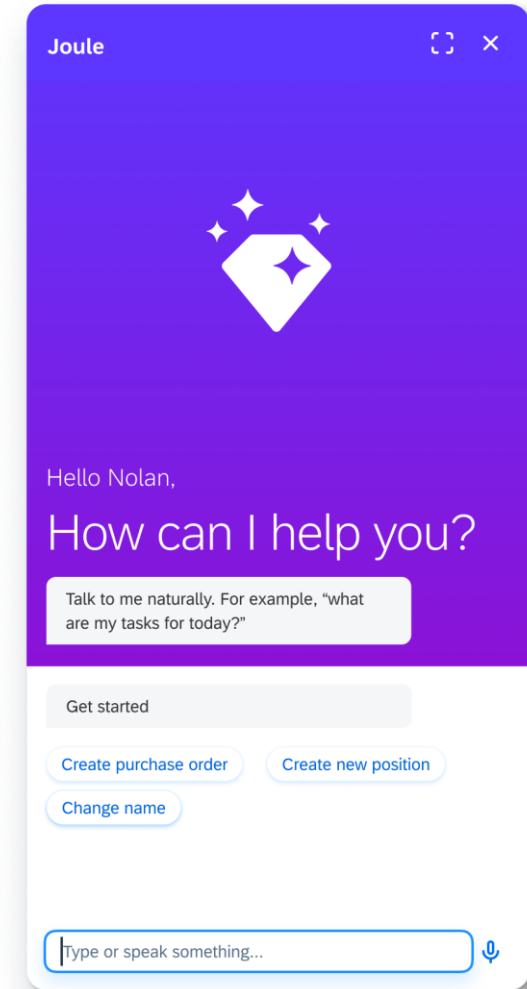 Joule
Hello Nolan,
How can I help you?
Talk to me naturally. For example, “what
are my tasks for today?”
Get started
Create purchase order
Create new position
Change name
Type or speak something...